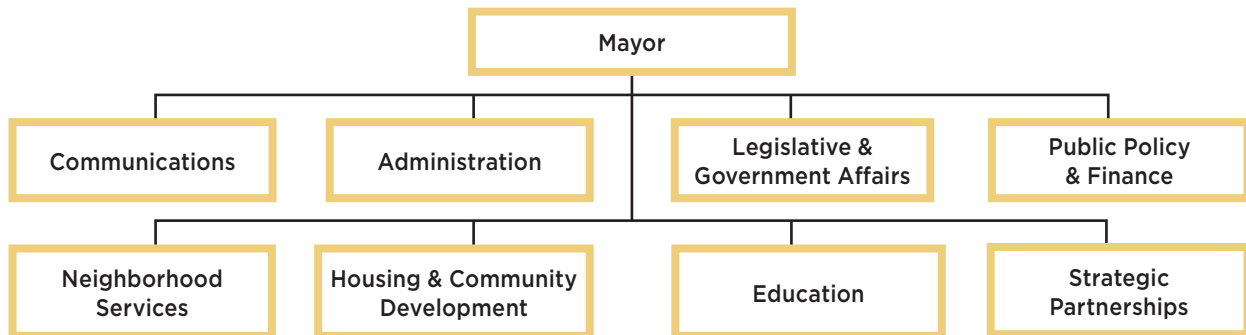 Mayor
Communications
Administration
Legislative &
Government Affairs
Public Policy
& Finance
Neighborhood
Services
Housing & Community
Development
Education
Strategic
Partnerships